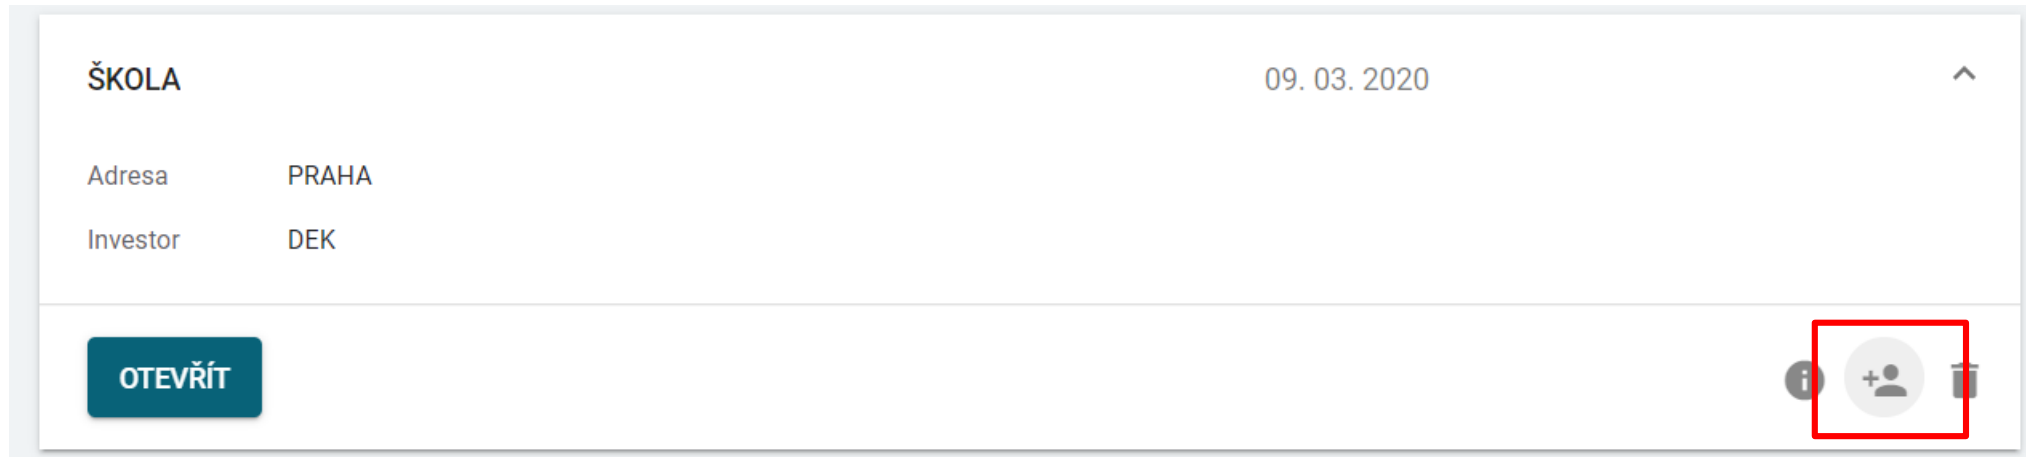 ŠKOLA 09. 03. 2020
Adresa PRAHA
Investor DEK
OTEVŘÍT